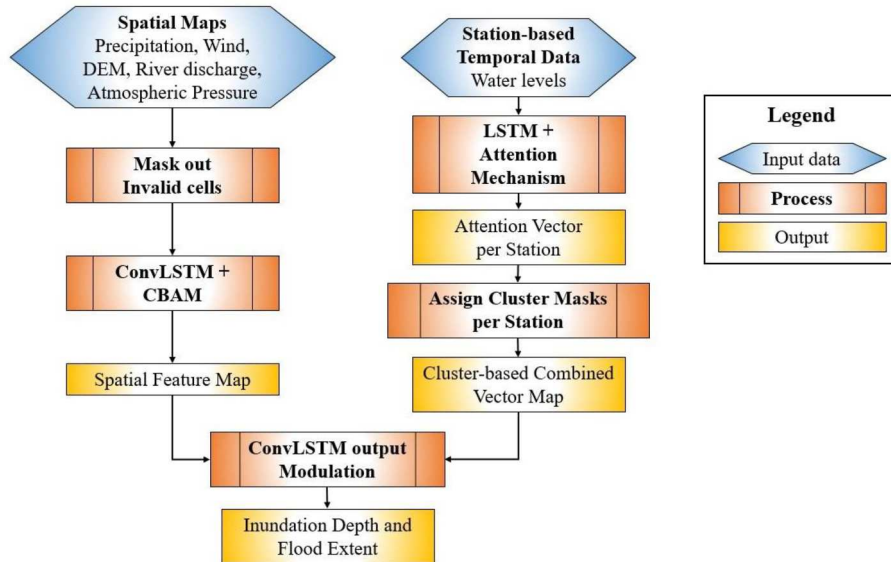 Spatial Maps
Precipitation, Wind,
DEM, River discharge,
Atmospheric Pressure
Mask out
Invalid cells
ConvLSTM +
CBAM
Spatial Feature Map
Station-based
Temporal Data
Water levels
LSTM +
Attention
Mechanism
Attention Vector
per Station
Assign Cluster Masks
per Station
Cluster-based Combined
Vector Map
ConvLSTM output
Modulation
Inundation Depth and
Flood Extent
Legend
Input data
Process
Output